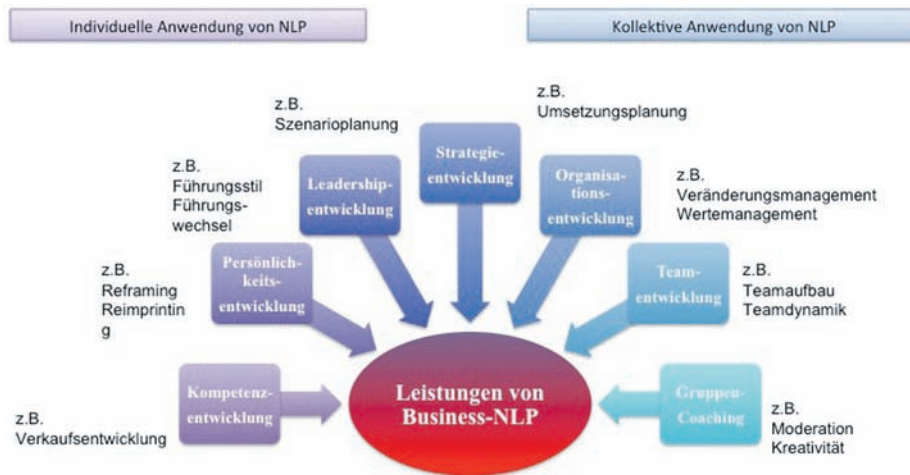 Individuelle Anwendung von NLP
Kollektive Anwendung von NLP
z.B.
Szenarioplanung
z.B.
Umsetzungsplanung
Strategie-
entwicklung
z.B.
Führungsstil
Führungs-
wechsel
Leadership-
entwicklung
Organisa-
tions-
entwicklung
z.B.
Veränderungsmanagement
Wertemanagement
z.B.
Reframing
Reimprintin
g
Persönlich-
keits-
entwicklung
Team-
entwicklung
z.B.
Teamaufbau
Teamdynamik
z.B.
Verkaufsentwicklung
Kompetenz-
entwicklung
Leistungen von
Business-NLP
Gruppen-
Coaching
z.B.
Moderation
Kreativität